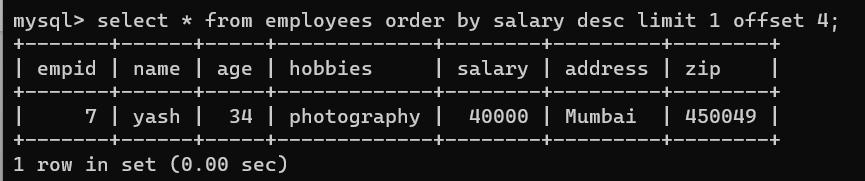 mysql> select * from employees order by salary desc limit 1 offset 4;
+-------+------+-----+-------------+--------+---------+--------+
| empid | name | age | hobbies     | salary | address | zip    |
+-------+------+-----+-------------+--------+---------+--------+
|     7 | yash |  34 | photography |  40000 | Mumbai  | 450049 |
+-------+------+-----+-------------+--------+---------+--------+
1 row in set (0.00 sec)